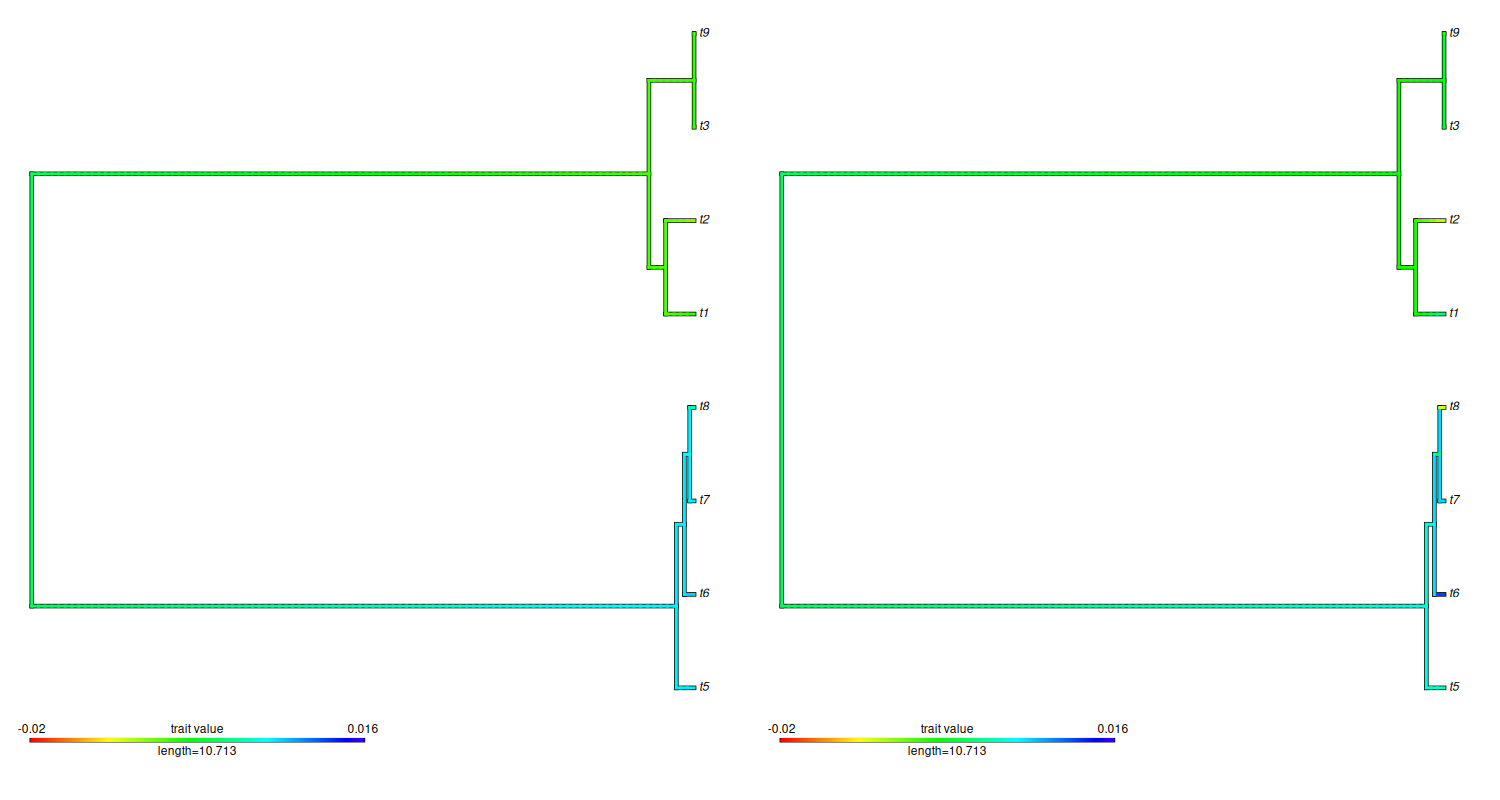 t9
t3
t2
t1
t8
t7
t6
t5
-0.02 trait value 0.016
length=10.713
t9
t3
t2
t1
t8
t7
t6
t5
-0.02 trait value 0.016
length=10.713